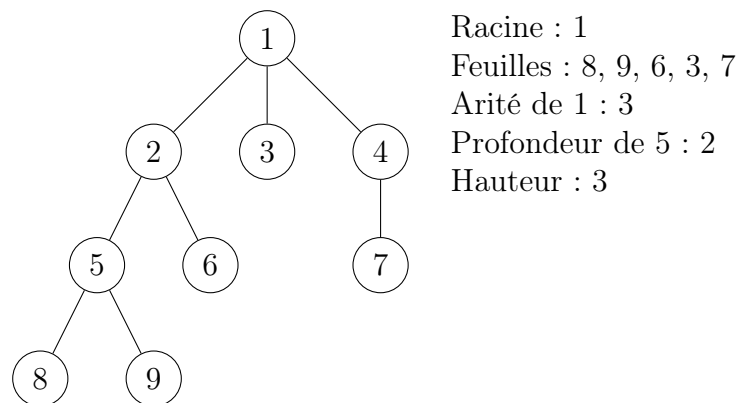 1
Racine : 1
Feuilles : 8, 9, 6, 3, 7
Arité de 1 : 3
Profondeur de 5 : 2
Hauteur : 3
2 3 4
5 6 7
8 9